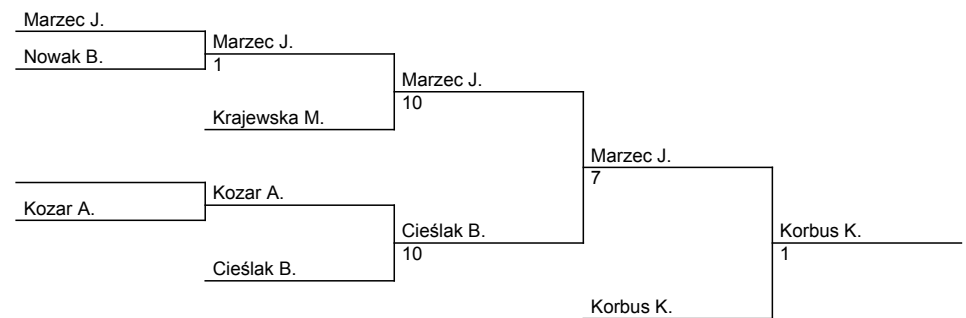 Marzec J.
Nowak B.
Marzec J.
1
Krajewska M.
Marzec J.
10
Kozar A.
Kozar A.
Cieślak B.
Cieślak B.
10
Marzec J.
7
Korbus K.
Korbus K.
1